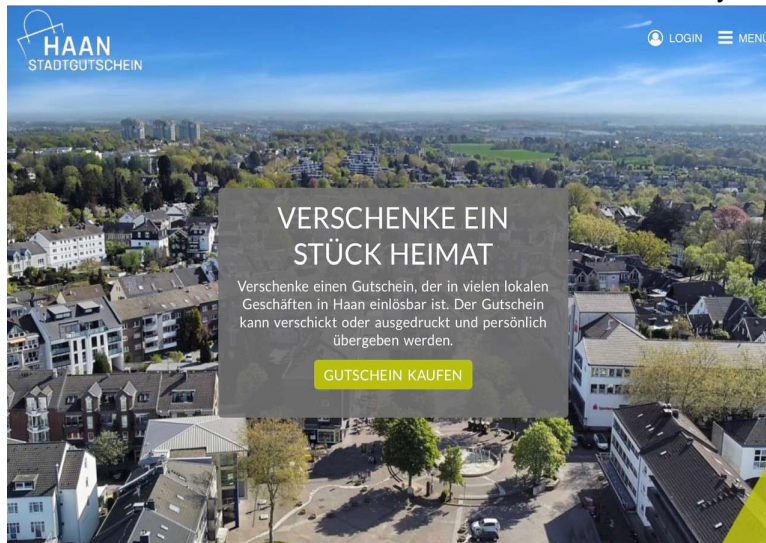 HAAN
STADTGUTSCHEIN
LOGIN
MENÜ
VERSCHENKE EIN
STÜCK HEIMAT
Verschenke einen Gutschein, der in vielen lokalen
Geschäften in Haan einlösbar ist. Der Gutschein
kann verschickt oder ausgedruckt und persönlich
übergeben werden.
GUTSCHEIN KAUFEN